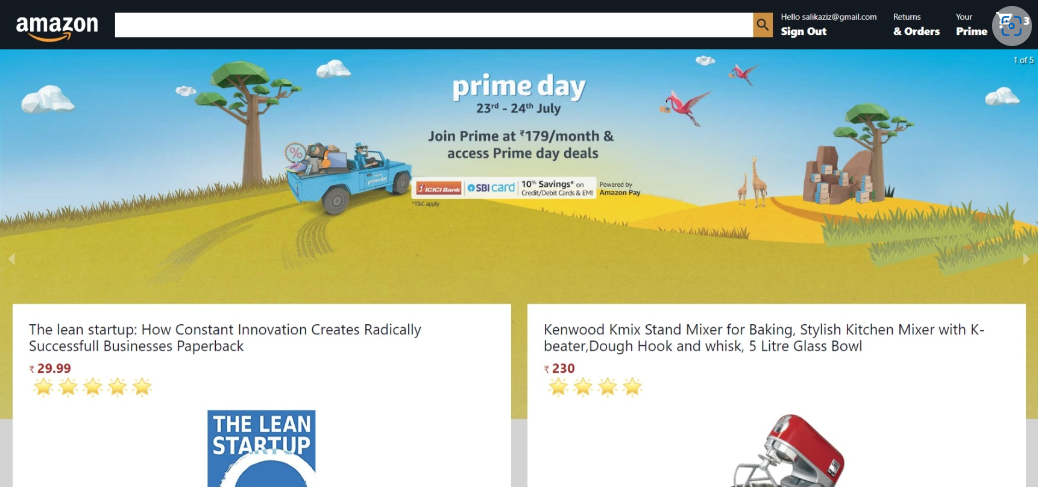 amazon
Hello salikaziz@gmail.com
Sign Out
Returns
& Orders
Your
Prime
3
1 of 5
prime day
23rd - 24th July
Join Prime at ₹179/month &
access Prime day deals
ICICI Bank
SBI card
10% Savings* on
Credit/Debit Cards & EMI
Powered by
Amazon Pay
*T&C apply
%
The lean startup: How Constant Innovation Creates Radically
Successfull Businesses Paperback
₹ 29.99
THE LEAN
STARTUP
Kenwood Kmix Stand Mixer for Baking, Stylish Kitchen Mixer with K-
beater,Dough Hook and whisk, 5 Litre Glass Bowl
₹ 230